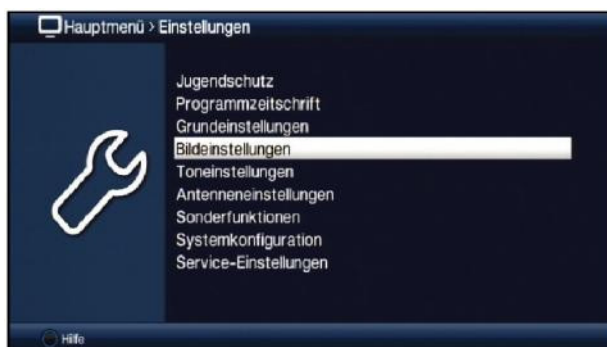 Hauptmenü > Einstellungen
Jugendschutz
Programmzeitschrift
Grundeinstellungen
Bildeinstellungen
Toneinstellungen
Antenneneinstellungen
Sonderfunktionen
Systemkonfiguration
Service-Einstellungen
Hilfe